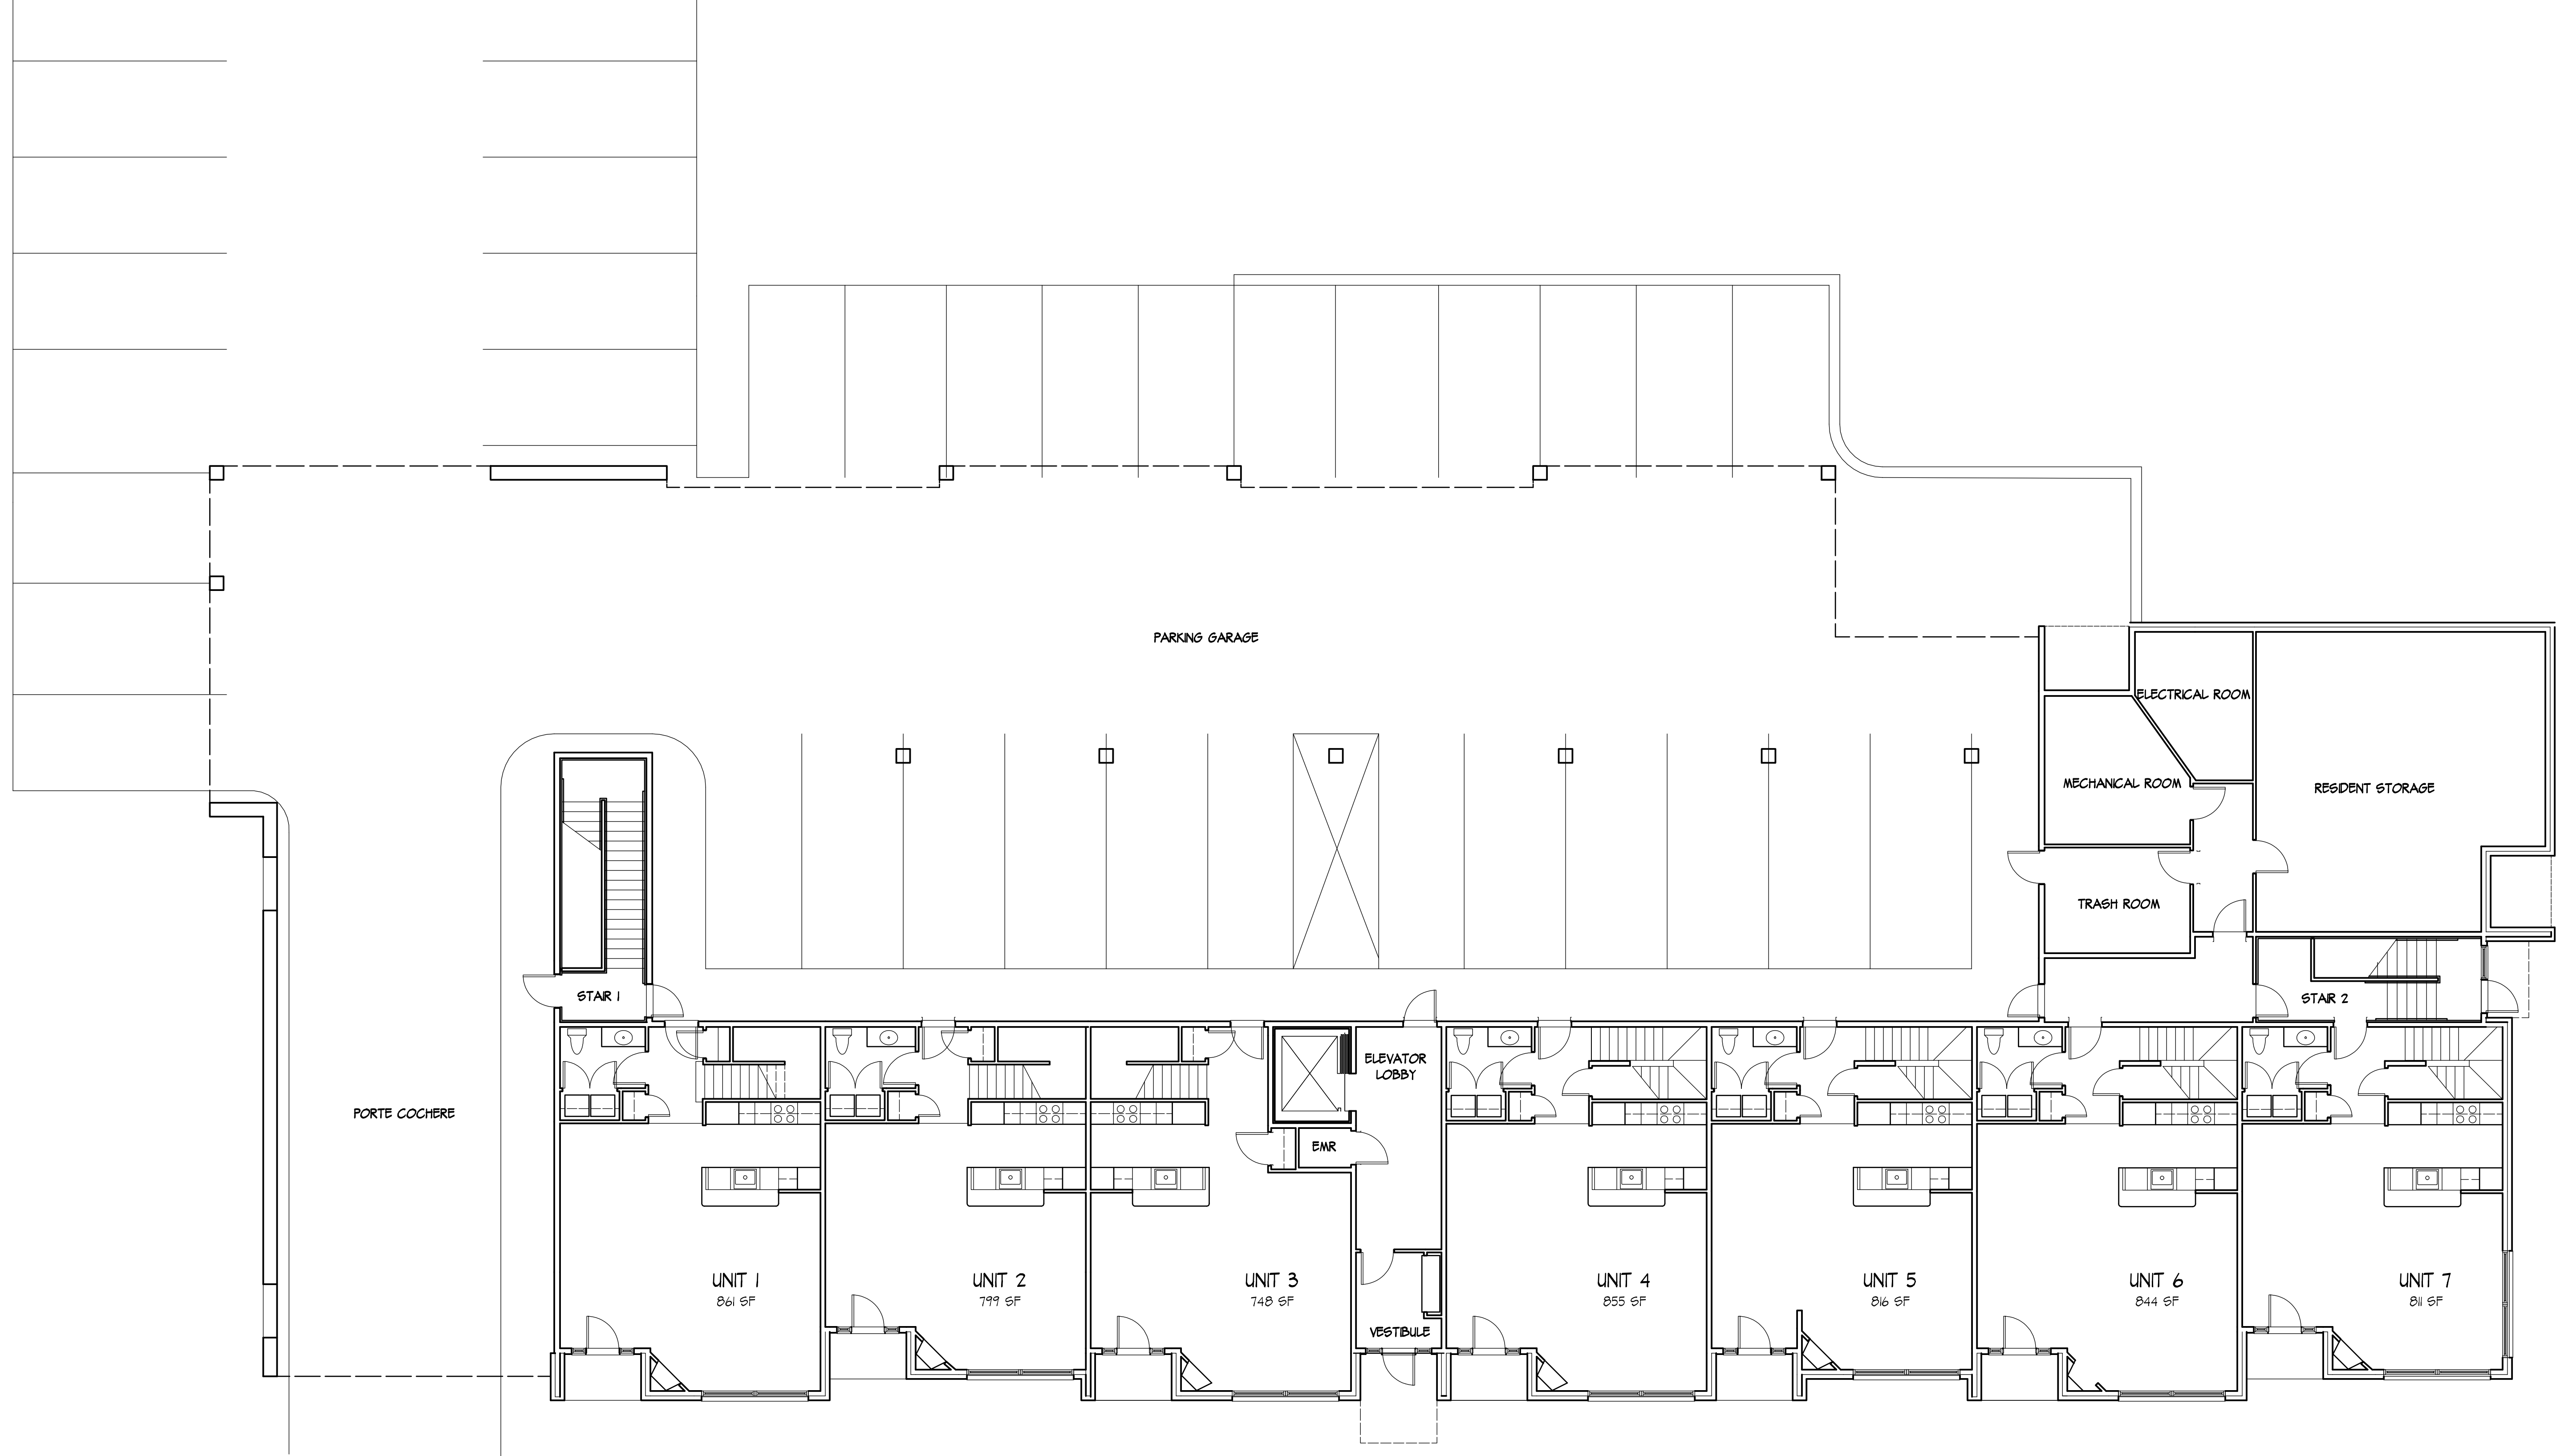 PARKING GARAGE
ELECTRICAL ROOM
MECHANICAL ROOM
RESIDENT STORAGE
TRASH ROOM
STAIR 1
STAIR 2
ELEVATOR
LOBBY
PORTE COCHERE
EMR
UNIT 1
861 SF
UNIT 2
799 SF
UNIT 3
748 SF
UNIT 4
855 SF
UNIT 5
816 SF
UNIT 6
844 SF
UNIT 7
811 SF
VESTIBULE